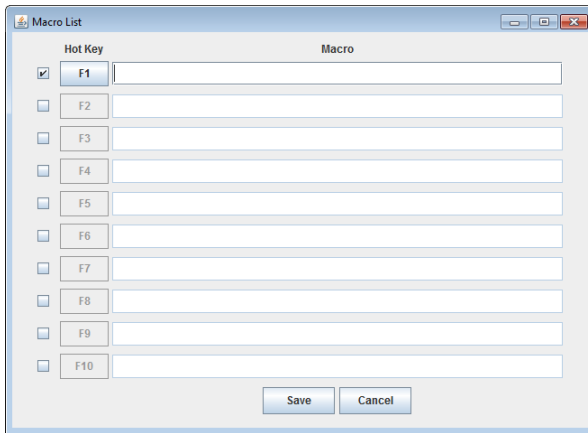 Macro List
Hot Key Macro
F1
F2
F3
F4
F5
F6
F7
F8
F9
F10
Save Cancel